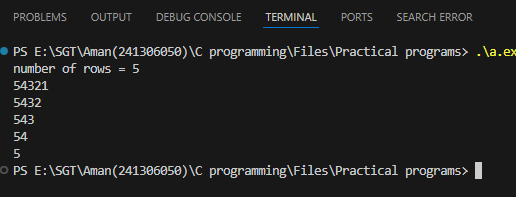 PROBLEMS OUTPUT DEBUG CONSOLE TERMINAL PORTS SEARCH ERROR
PS E:\SGT\Aman(241306050)\C programming\Files\Practical programs> .\a.ex
number of rows = 5
54321
5432
543
54
5
PS E:\SGT\Aman(241306050)\C programming\Files\Practical programs>